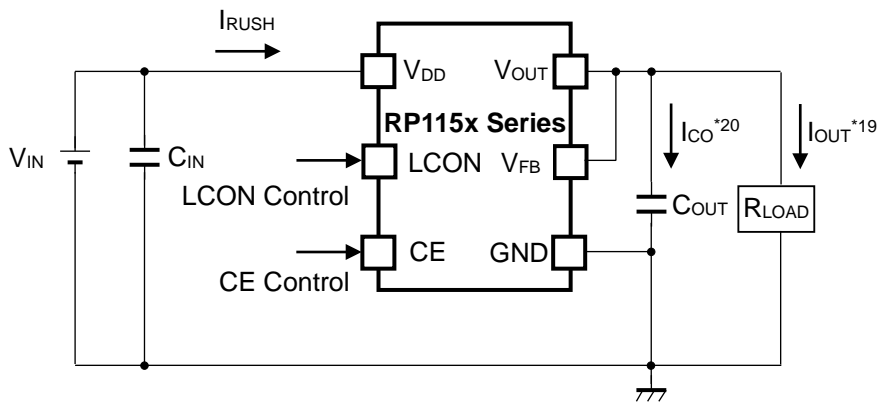 IRUSH
VDD
VOUT
RP115x Series
ICO*20
IOUT*19
VIN
CIN
LCON
VFB
LCON Control
COUT
RLOAD
CE
GND
CE Control